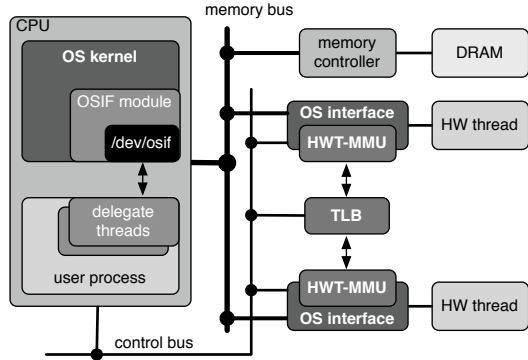 memory bus
CPU
OS kernel
OSIF module
/dev/osif
delegate
threads
user process
control bus
memory
controller
DRAM
OS interface
HWT-MMU
HW thread
TLB
HWT-MMU
OS interface
HW thread